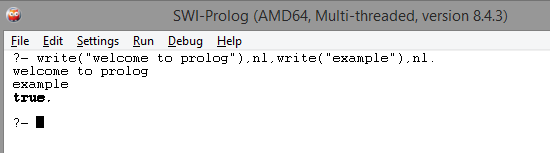 SWI-Prolog (AMD64, Multi-threaded, version 8.4.3)
File Edit Settings Run Debug Help
?- write("welcome to prolog"),nl,write("example"),nl.
welcome to prolog
example
true.
?-